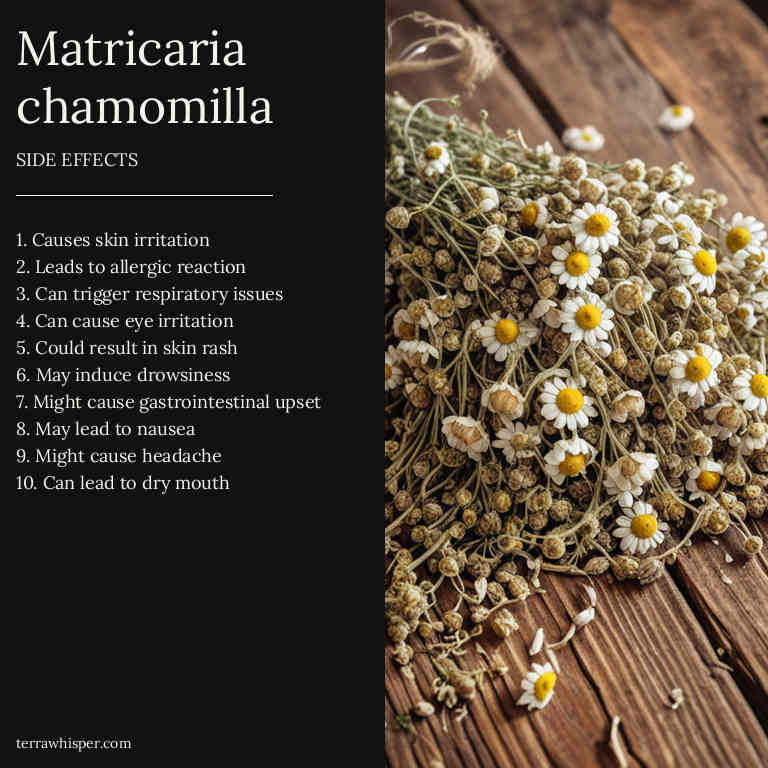 Matricaria
chamomilla
SIDE EFFECTS
1. Causes skin irritation
2. Leads to allergic reaction
3. Can trigger respiratory issues
4. Can cause eye irritation
5. Could result in skin rash
6. May induce drowsiness
7. Might cause gastrointestinal upset
8. May lead to nausea
9. Might cause headache
10. Can lead to dry mouth
terrawhisper.com